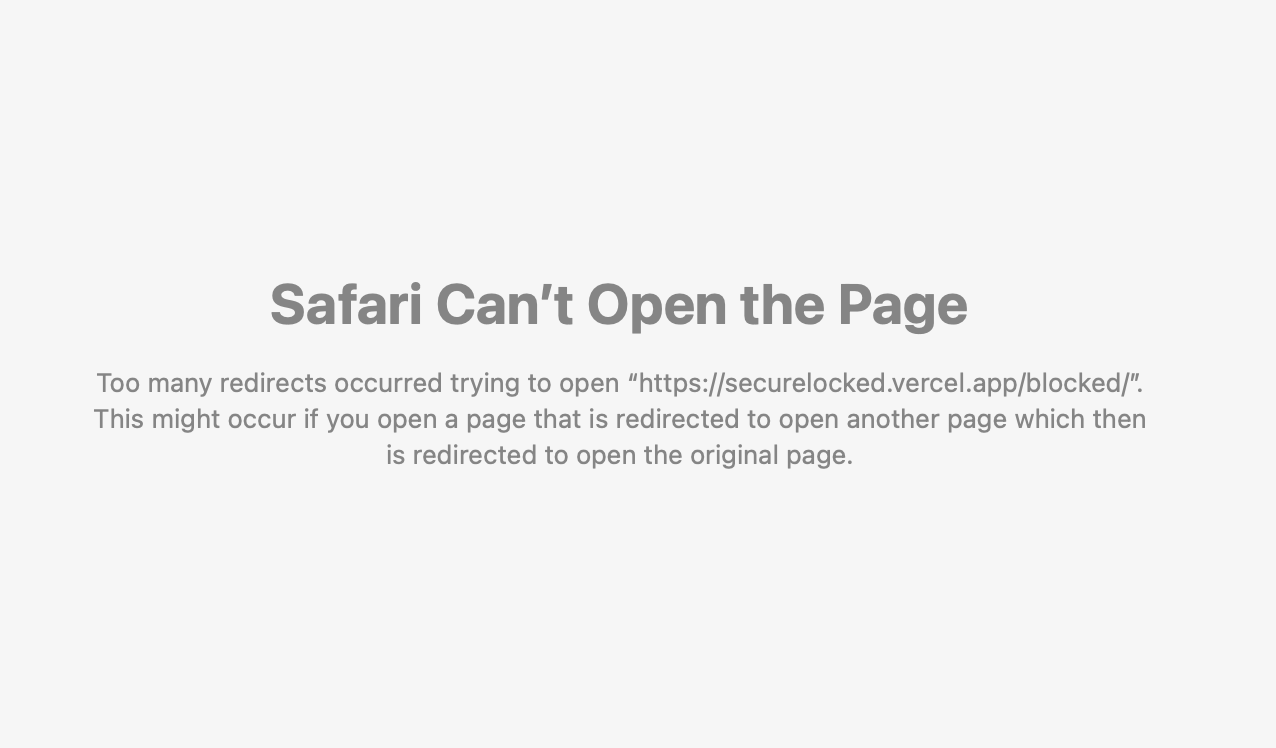 Safari Can’t Open the Page
Too many redirects occurred trying to open “https://securelocked.vercel.app/blocked/”.
This might occur if you open a page that is redirected to open another page which then
is redirected to open the original page.